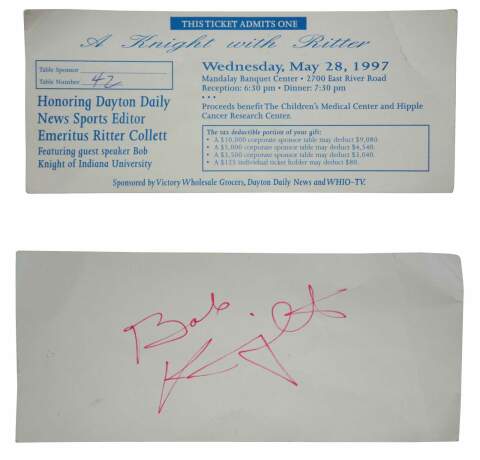 THIS TICKET ADMITS ONE
A Knight with Ritter
Table Sponsor
Table Number 42
Honoring Dayton Daily
News Sports Editor
Emeritus Ritter Collett
Featuring guest speaker Bob
Knight of Indiana University
Wednesday, May 28, 1997
Mandalay Banquet Center • 2700 East River Road
Reception: 6:30 pm • Dinner: 7:30 pm
• • •
Proceeds benefit The Children's Medical Center and Hipple
Cancer Research Center.
The tax deductible portion of your gift:
• A $10,000 corporate sponsor table may deduct $9,080.
• A $5,000 corporate sponsor table may deduct $4,540.
• A $3,500 corporate sponsor table may deduct $3,040.
• A $125 individual ticket holder may deduct $80.
Sponsored by Victory Wholesale Grocers, Dayton Daily News and WHIO-TV.
Bob
Knight